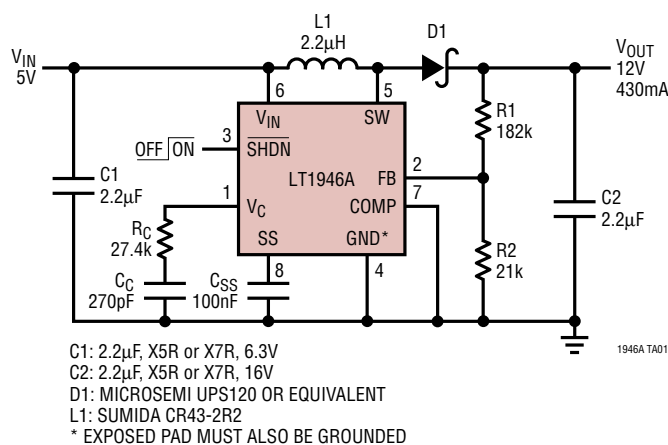 L1
2.2µH
D1
VIN
5V
VOUT
12V
430mA
6
5
VIN
SW
R1
182k
OFF ON
3
SHDN
LT1946A
FB
2
C1
2.2µF
1
VC
COMP
7
C2
2.2µF
RC
27.4k
SS
GND*
R2
21k
8
4
CC
270pF
CSS
100nF
1946A TA01
C1: 2.2µF, X5R or X7R, 6.3V
C2: 2.2µF, X5R or X7R, 16V
D1: MICROSEMI UPS120 OR EQUIVALENT
L1: SUMIDA CR43-2R2
* EXPOSED PAD MUST ALSO BE GROUNDED